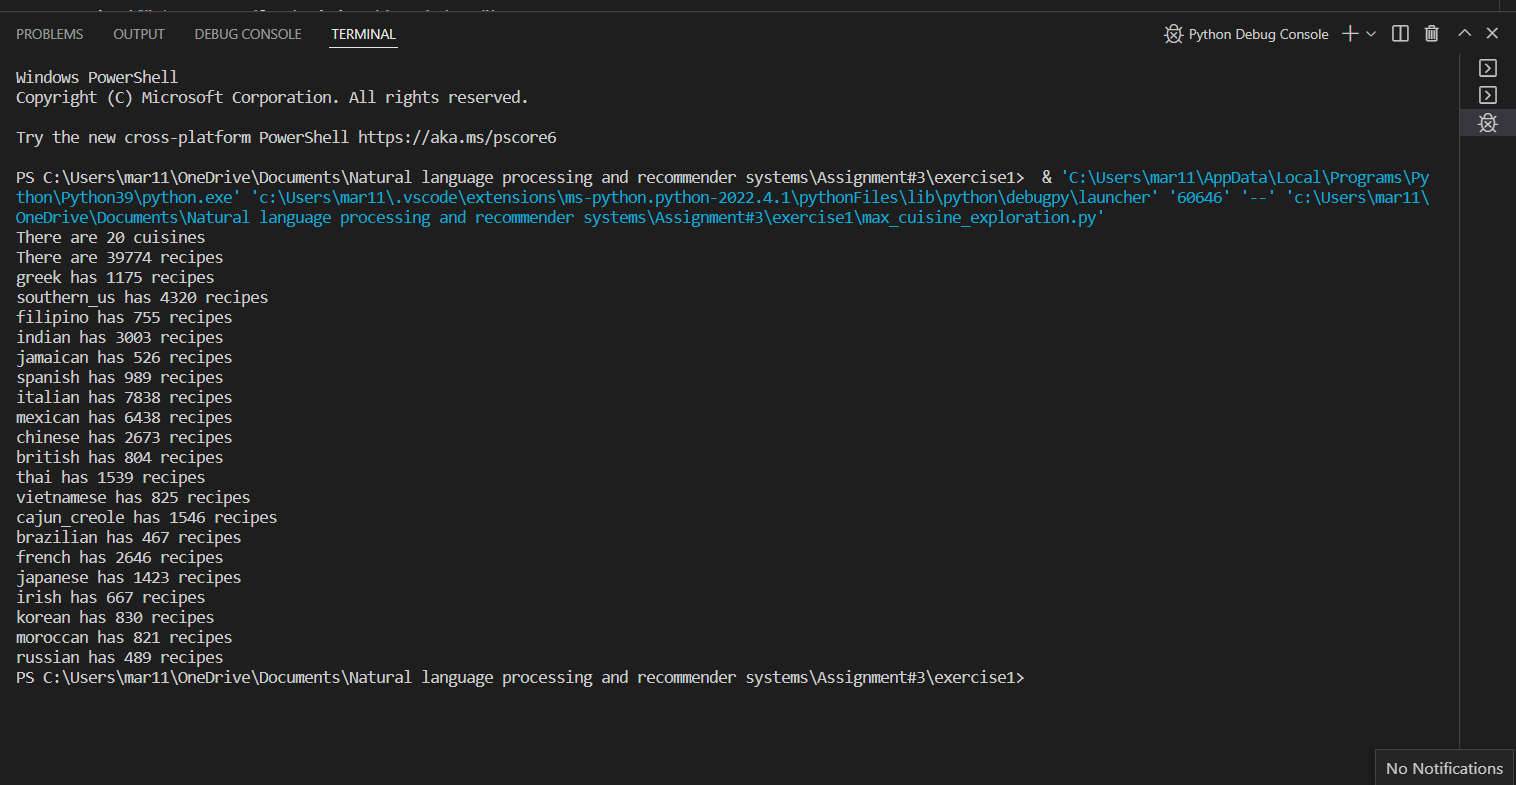 PROBLEMS OUTPUT DEBUG CONSOLE TERMINAL Python Debug Console
Windows PowerShell
Copyright (C) Microsoft Corporation. All rights reserved.
Try the new cross-platform PowerShell https://aka.ms/pscore6
PS C:\Users\mar11\OneDrive\Documents\Natural language processing and recommender systems\Assignment#3\exercise1>  & 'C:\Users\mar11\AppData\Local\Programs\Py
thon\Python39\python.exe' 'c:\Users\mar11\.vscode\extensions\ms-python.python-2022.4.1\pythonFiles\lib\python\debugpy\launcher' '60646' '--' 'c:\Users\mar11\
OneDrive\Documents\Natural language processing and recommender systems\Assignment#3\exercise1\max_cuisine_exploration.py'
There are 20 cuisines
There are 39774 recipes
greek has 1175 recipes
southern_us has 4320 recipes
filipino has 755 recipes
indian has 3003 recipes
jamaican has 526 recipes
spanish has 989 recipes
italian has 7838 recipes
mexican has 6438 recipes
chinese has 2673 recipes
british has 804 recipes
thai has 1539 recipes
vietnamese has 825 recipes
cajun_creole has 1546 recipes
brazilian has 467 recipes
french has 2646 recipes
japanese has 1423 recipes
irish has 667 recipes
korean has 830 recipes
moroccan has 821 recipes
russian has 489 recipes
PS C:\Users\mar11\OneDrive\Documents\Natural language processing and recommender systems\Assignment#3\exercise1>
No Notifications